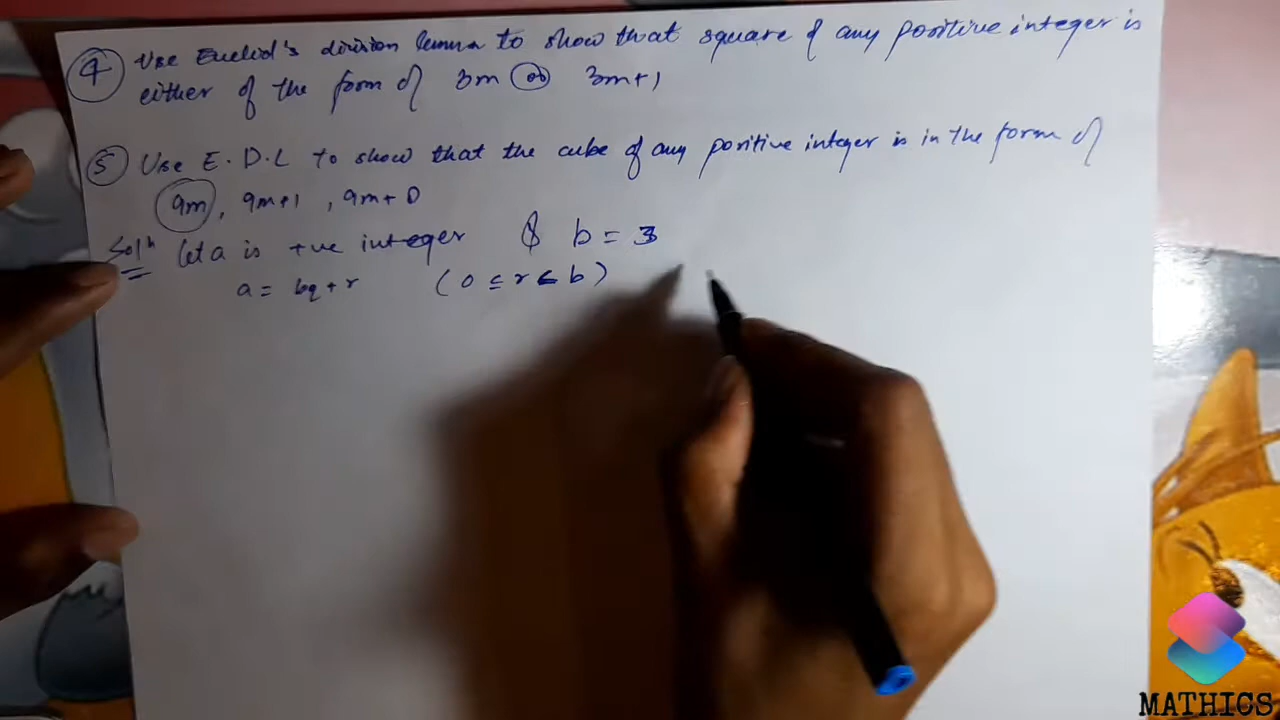 ④ Use Euclid's division lemma to show that square of any positive integer is
either of the form of 3m or 3m+1
⑤ Use E.D.L to show that the cube of any positive integer is in the form of
9m, 9m+1, 9m+8
Solⁿ let a is +ve integer & b = 3
a = bq+r (0 ≤ r < b)
MATHICS